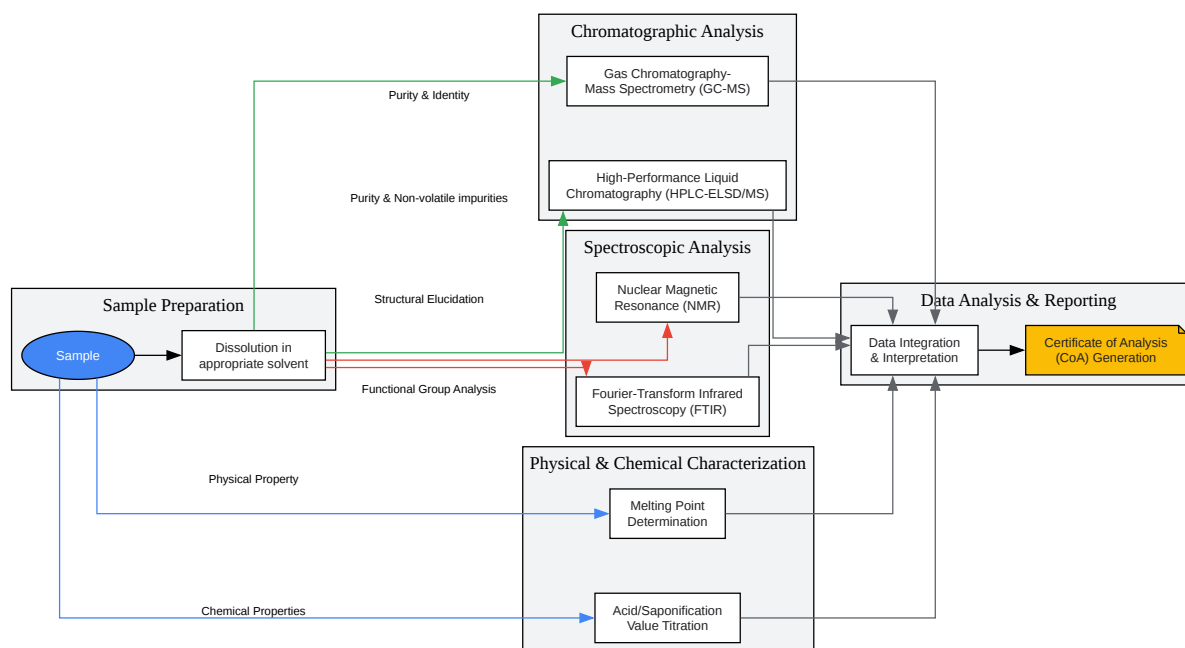 Chromatographic Analysis
Gas Chromatography-
Mass Spectrometry (GC-MS)
Purity & Identity
High-Performance Liquid
Chromatography (HPLC-ELSD/MS)
Purity & Non-volatile impurities
Spectroscopic Analysis
Nuclear Magnetic
Resonance (NMR)
Structural Elucidation
Sample Preparation
Sample
Dissolution in
appropriate solvent
Functional Group Analysis
Fourier-Transform Infrared
Spectroscopy (FTIR)
Data Analysis & Reporting
Data Integration
& Interpretation
Certificate of Analysis
(CoA) Generation
Physical & Chemical Characterization
Physical Property
Melting Point
Determination
Chemical Properties
Acid/Saponification
Value Titration